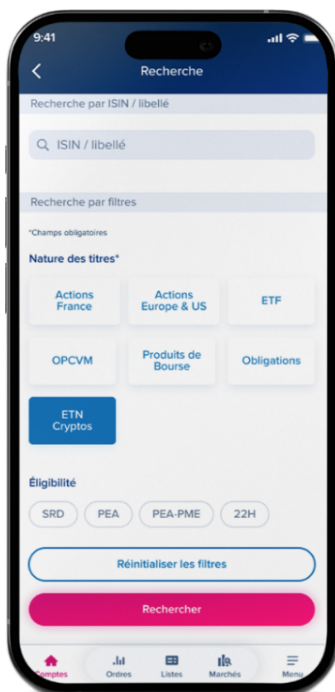 9:41
Recherche
Recherche par ISIN / libellé
ISIN / libellé
Recherche par filtres
*Champs obligatoires
Nature des titres*
Actions
France
Actions
Europe & US
ETF
OPCVM
Produits de
Bourse
Obligations
ETN
Cryptos
Éligibilité
SRD
PEA
PEA-PME
22H
Réinitialiser les filtres
Rechercher
Comptes
Ordres
Listes
Marchés
Menu